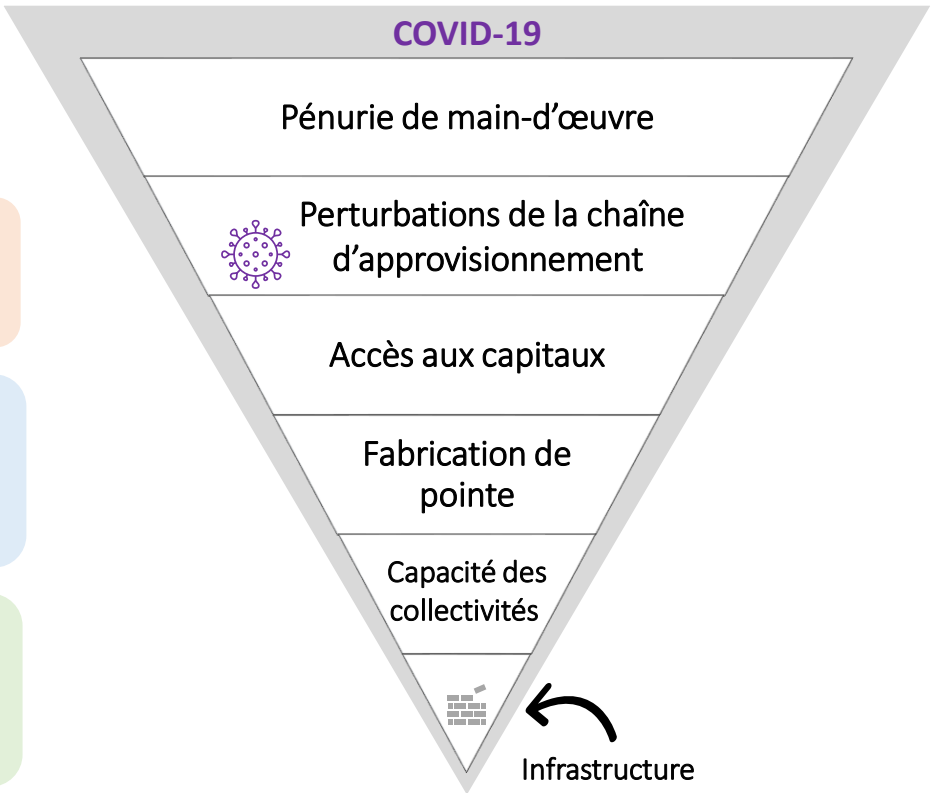 COVID-19
Pénurie de main-d’œuvre
Perturbations de la chaîne
d’approvisionnement
Accès aux capitaux
Fabrication de
pointe
Capacité des
collectivités
Infrastructure